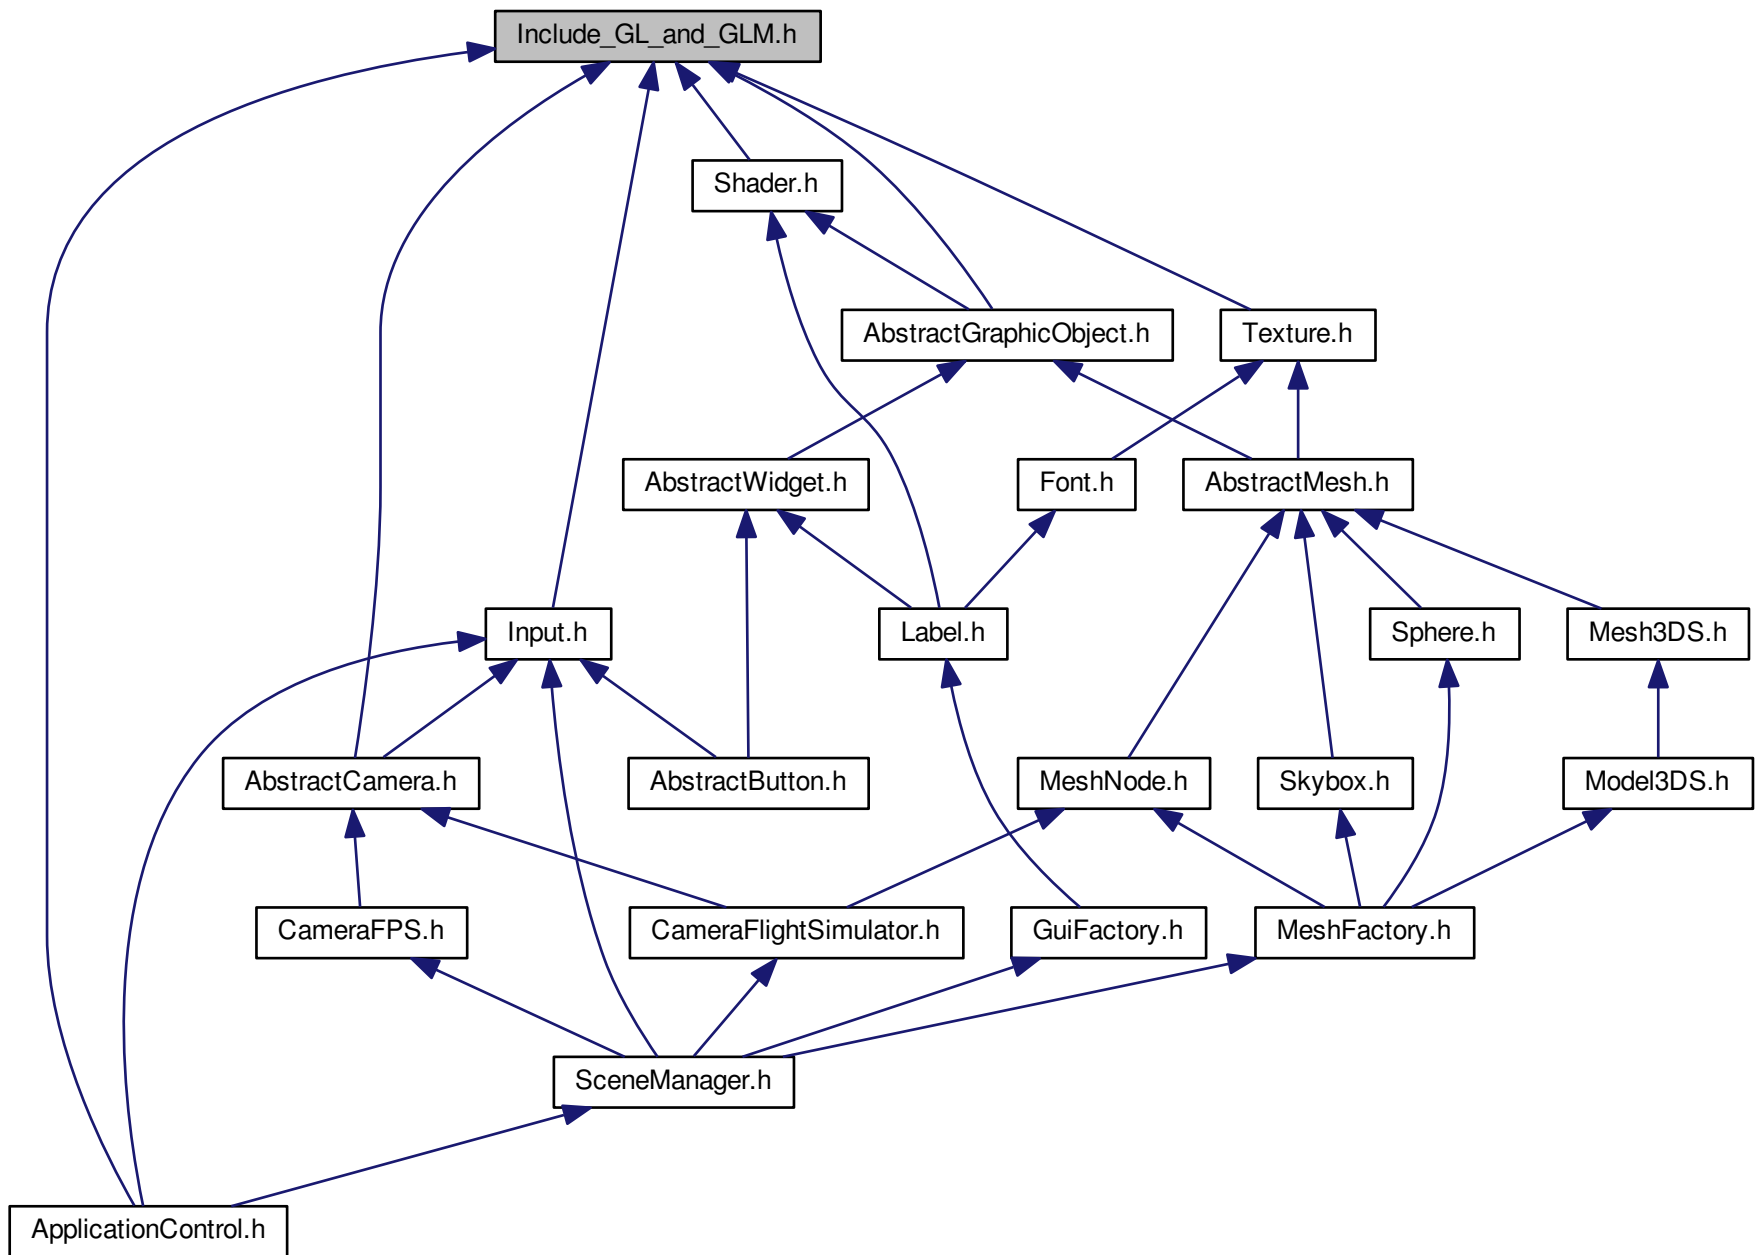 Include_GL_and_GLM.h
Shader.h
AbstractGraphicObject.h
Texture.h
AbstractWidget.h
Font.h
AbstractMesh.h
Input.h
Label.h
Sphere.h
Mesh3DS.h
AbstractCamera.h
AbstractButton.h
MeshNode.h
Skybox.h
Model3DS.h
CameraFPS.h
CameraFlightSimulator.h
GuiFactory.h
MeshFactory.h
SceneManager.h
ApplicationControl.h